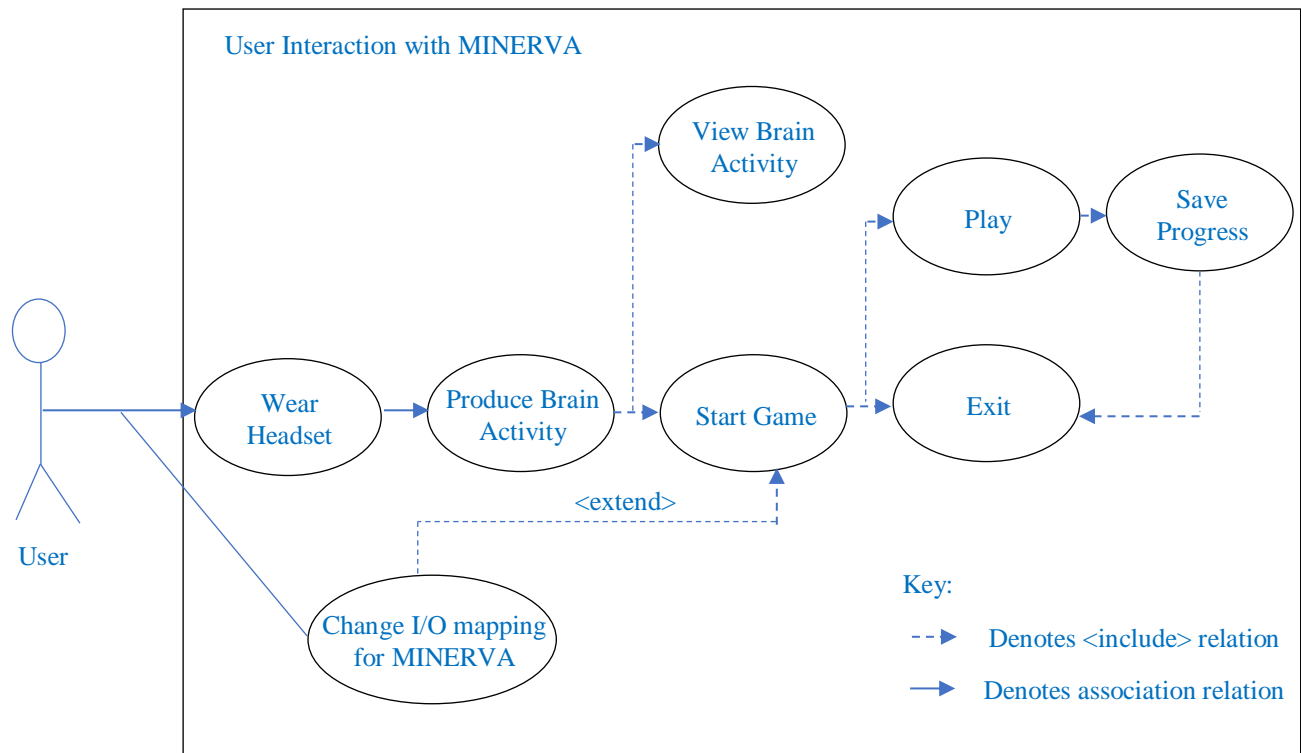 User Interaction with MINERVA
View Brain
Activity
Play
Save
Progress
Wear
Headset
Produce Brain
Activity
Start Game
Exit
<extend>
User
Change I/O mapping
for MINERVA
Key:
Denotes <include> relation
Denotes association relation